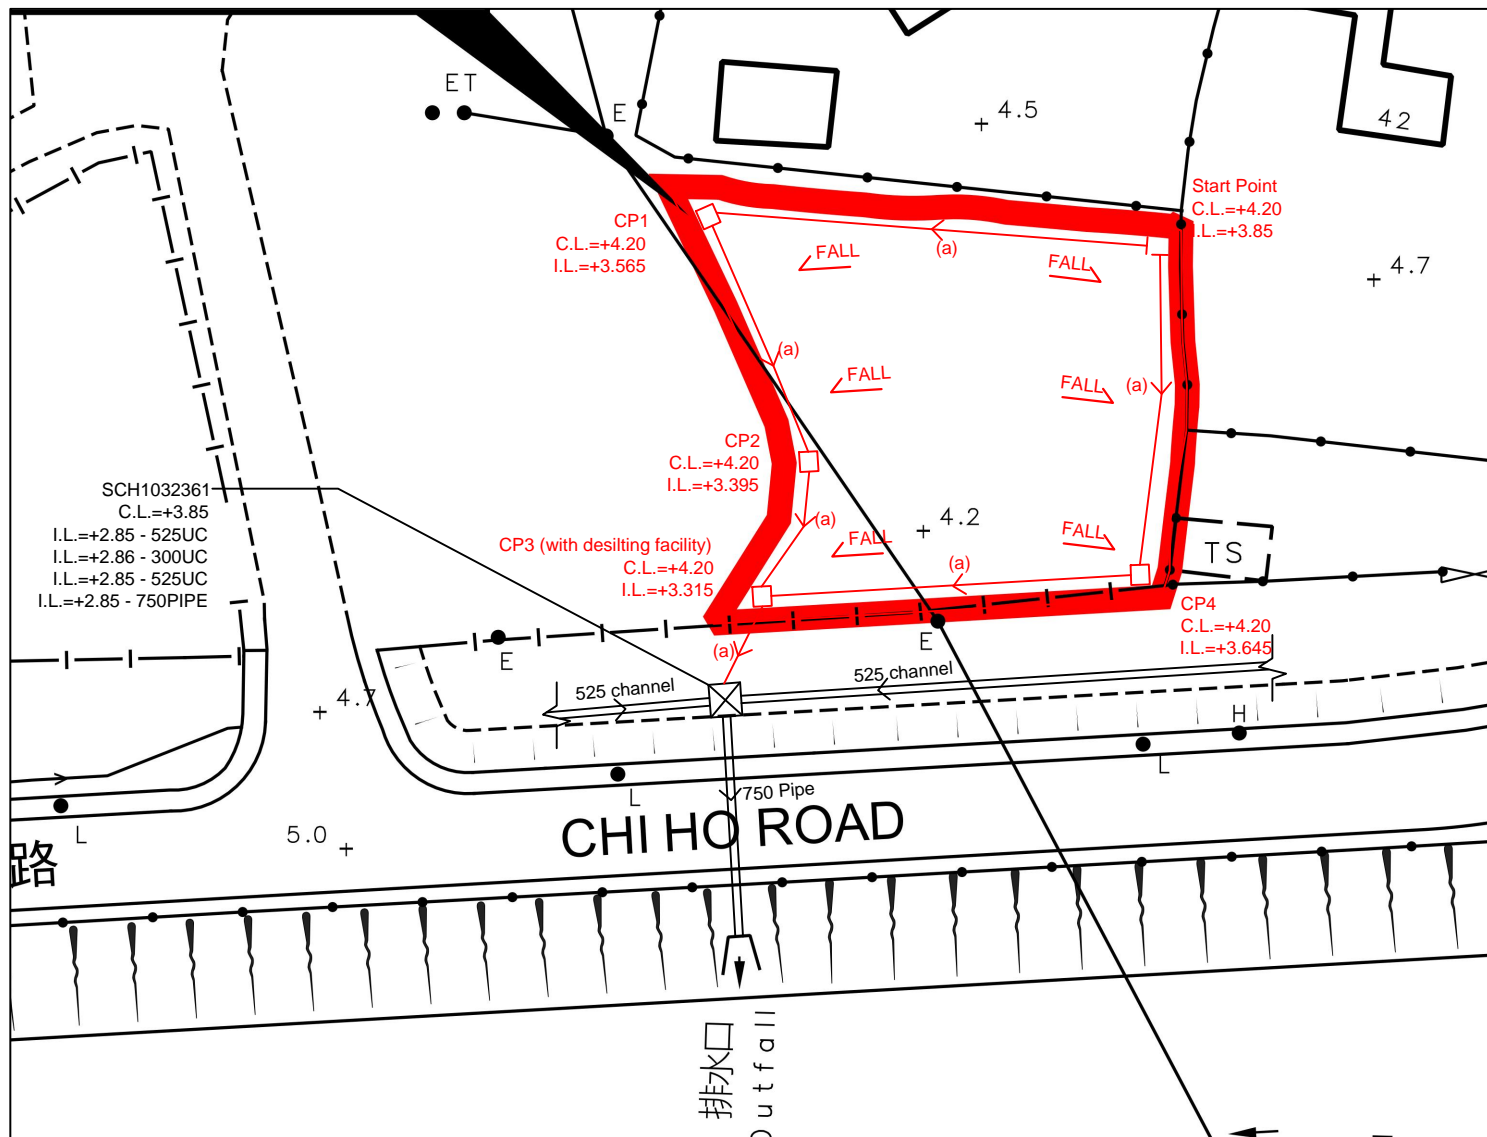 ET
E
4.5
42
Start Point
C.L.=+4.20
I.L.=+3.85
CP1
C.L.=+4.20
I.L.=+3.565
(a)
FALL
FALL
4.7
(a)
FALL
FALL
(a)
CP2
C.L.=+4.20
I.L.=+3.395
SCH1032361
C.L.=+3.85
I.L.=+2.85 - 525UC
I.L.=+2.86 - 300UC
I.L.=+2.85 - 525UC
I.L.=+2.85 - 750PIPE
(a)
4.2
FALL
FALL
CP3 (with desilting facility)
C.L.=+4.20
I.L.=+3.315
(a)
TS
CP4
C.L.=+4.20
I.L.=+3.645
E
E
(a)
525 channel
525 channel
4.7
H
L
L
L
750 Pipe
5.0
CHI HO ROAD
路
排水口
Outfall